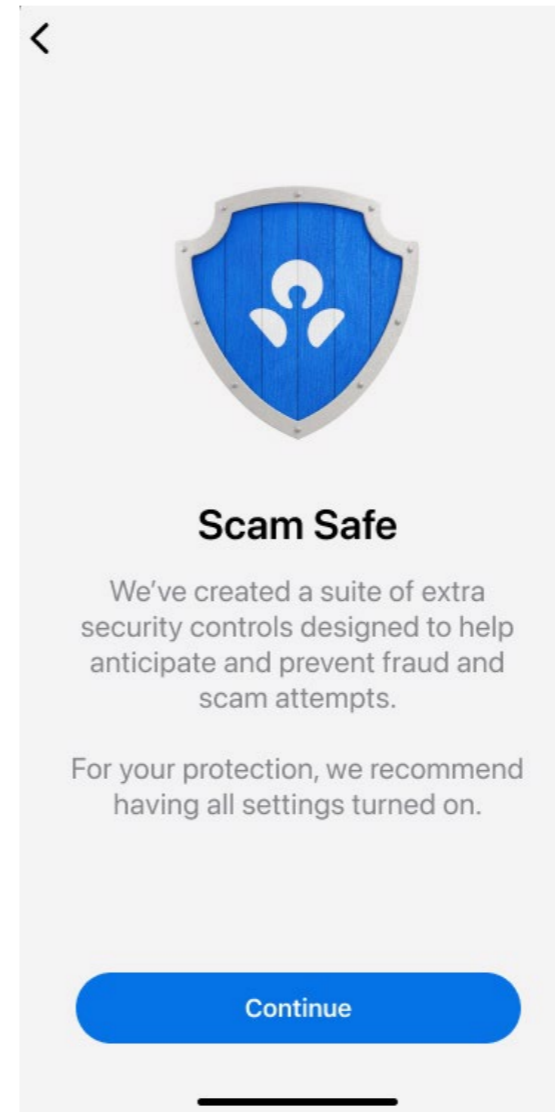 Scam Safe
We’ve created a suite of extra
security controls designed to help
anticipate and prevent fraud and
scam attempts.
For your protection, we recommend
having all settings turned on.
Continue